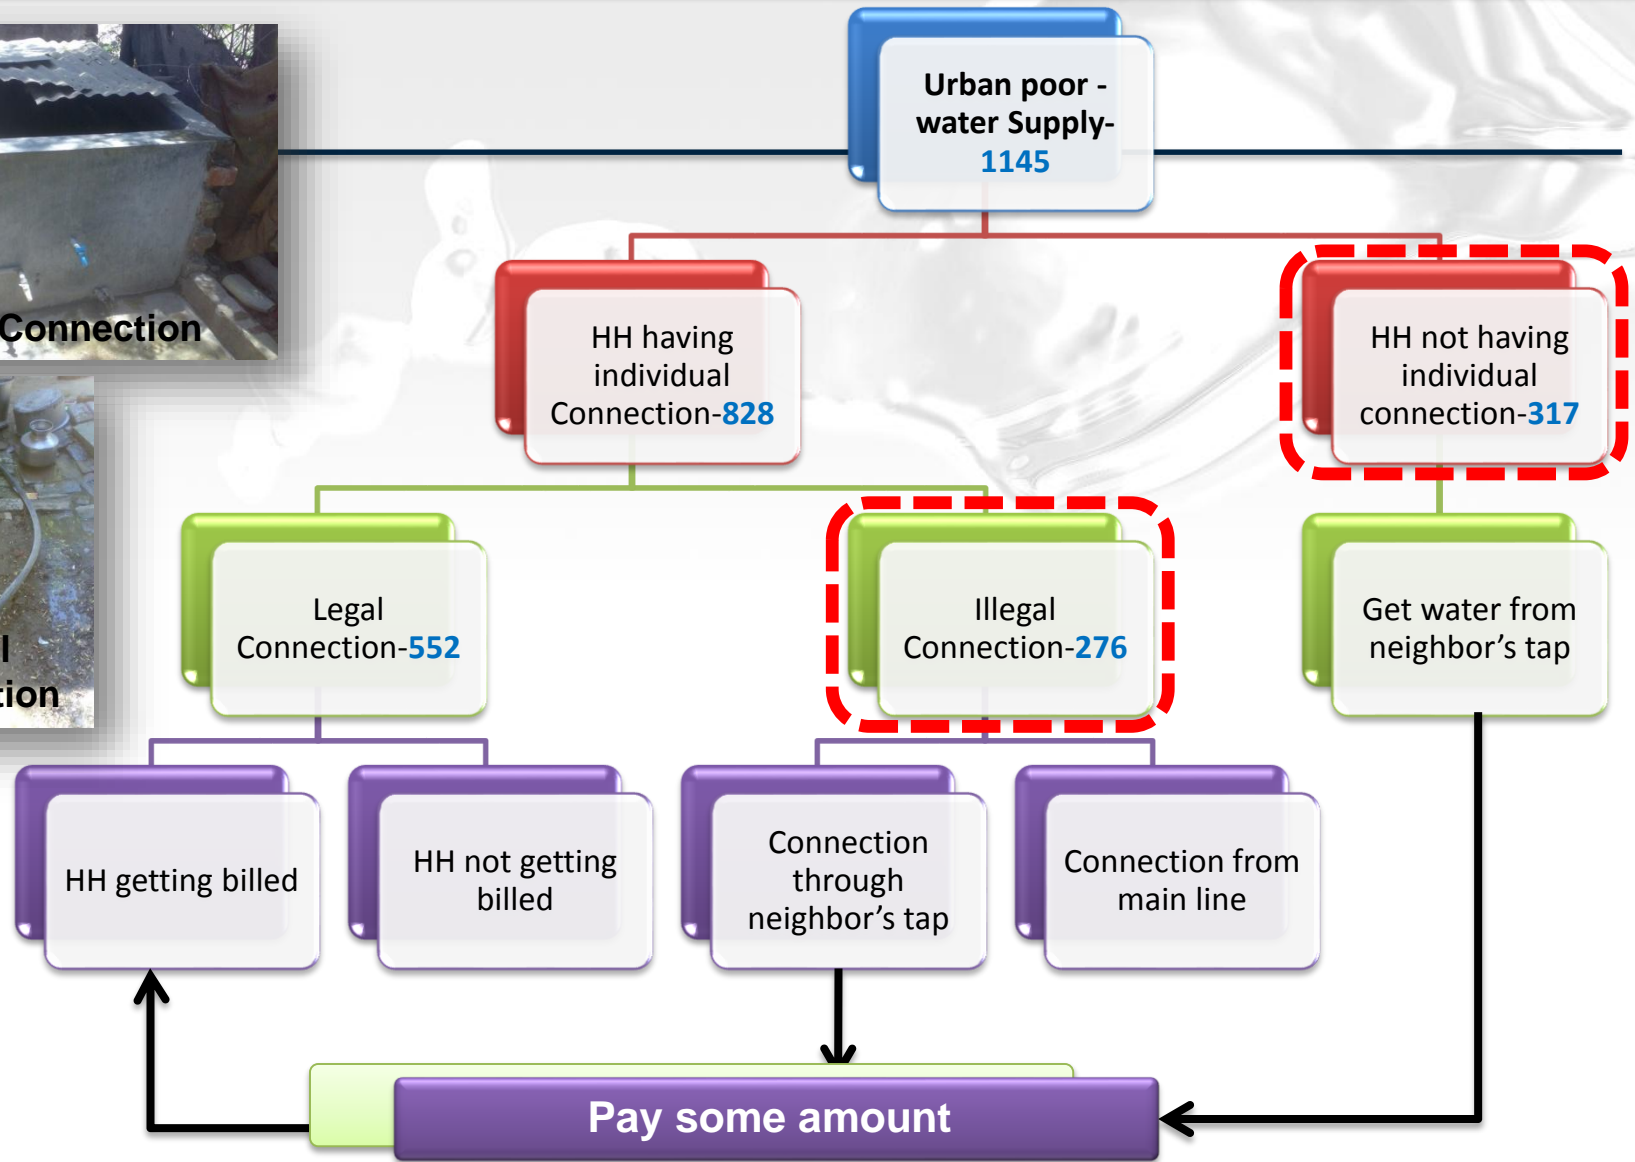 Urban poor -
water Supply-
1145
Connection
HH having
individual
Connection-828
HH not having
individual
connection-317
Legal
Connection-552
Illegal
Connection-276
Get water from
neighbor's tap
HH getting billed
HH not getting
billed
Connection
through
neighbor's tap
Connection from
main line
Pay some amount